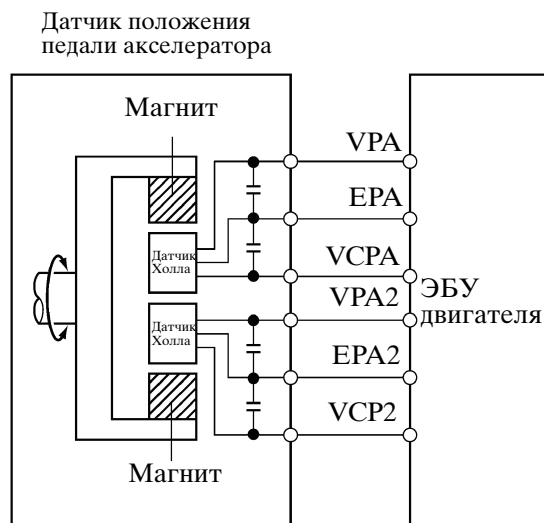 Датчик положения
педали акселератора
Магнит
VPA
EPA
Датчик
Холла
VCPA
ЭБУ
двигателя
VPA2
Датчик
Холла
EPA2
VCP2
Магнит